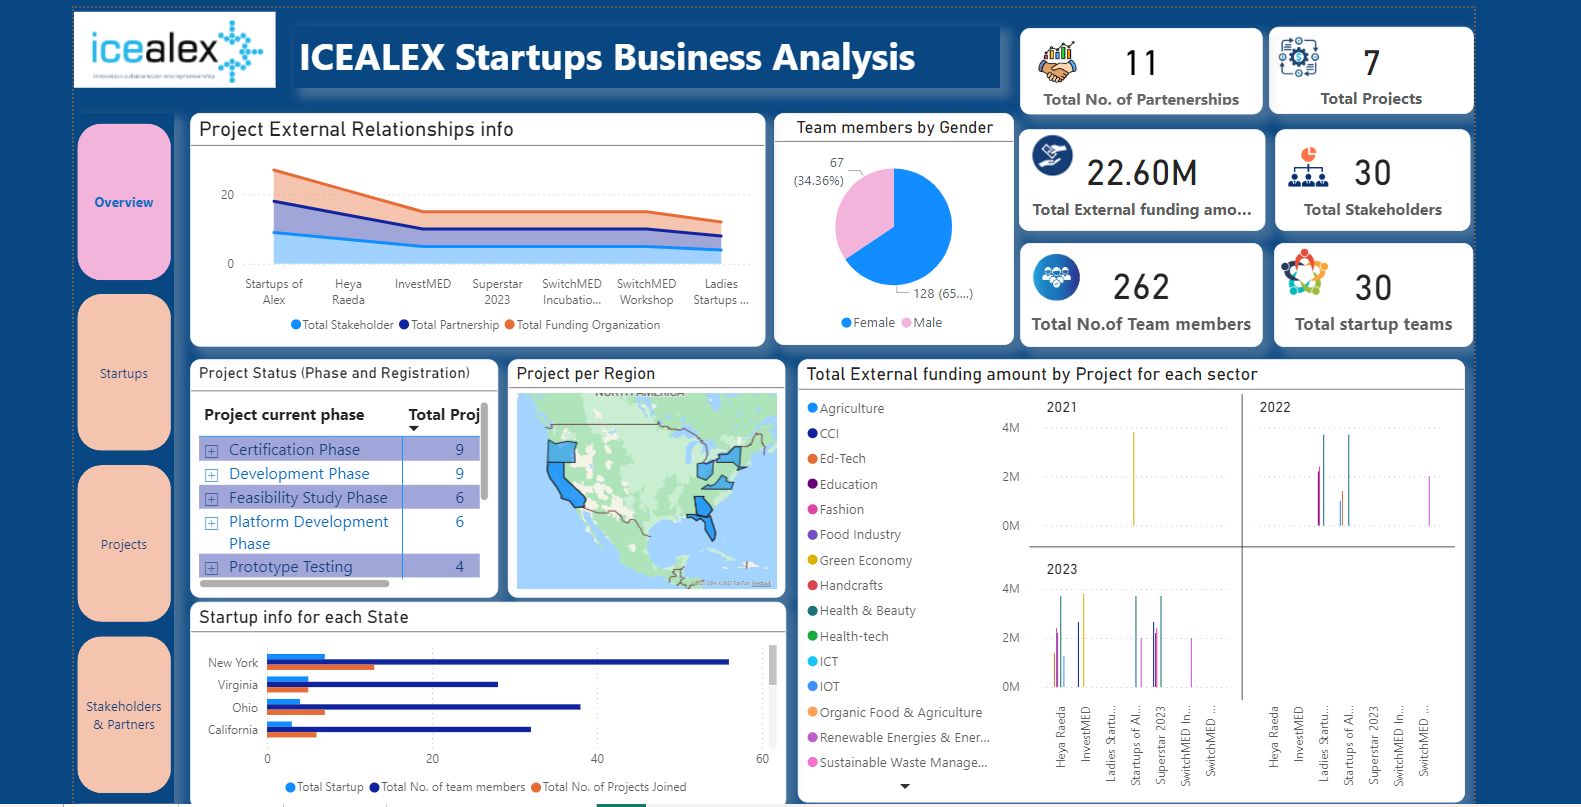 icealex
innovation collaboration entrepreneurship
ICEALEX Startups Business Analysis
11
Total No. of Partenerships
7
Total Projects
22.60M
Total External funding amo...
30
Total Stakeholders
262
Total No.of Team members
30
Total startup teams
Overview
Startups
Projects
Stakeholders
& Partners
Project External Relationships info
20
0
Startups of
Alex
Heya
Raeda
InvestMED
Superstar
2023
SwitchMED
Incubatio...
SwitchMED
Workshop
Ladies
Startups ...
Total Stakeholder
Total Partnership
Total Funding Organization
Team members by Gender
67
(34.36%)
128 (65....)
Female
Male
Project Status (Phase and Registration)
Project current phase
Total Proj
Certification Phase 9
Development Phase 9
Feasibility Study Phase 6
Platform Development
Phase
6
Prototype Testing 4
Project per Region
NORTH AMERICA
Feedback
Startup info for each State
New York
Virginia
Ohio
California
0
20
40
60
Total Startup
Total No. of team members
Total No. of Projects Joined
Total External funding amount by Project for each sector
Agriculture
CCI
Ed-Tech
Education
Fashion
Food Industry
Green Economy
Handcrafts
Health & Beauty
Health-tech
ICT
IOT
Organic Food & Agriculture
Renewable Energies & Ener...
Sustainable Waste Manage...
2021
4M
2M
0M
2022
2023
4M
2M
0M
Heya Raeda
InvestMED
Ladies Startu...
Startups of Al...
Superstar 2023
SwitchMED In...
SwitchMED ...
Heya Raeda
InvestMED
Ladies Startu...
Startups of Al...
Superstar 2023
SwitchMED In...
SwitchMED ...